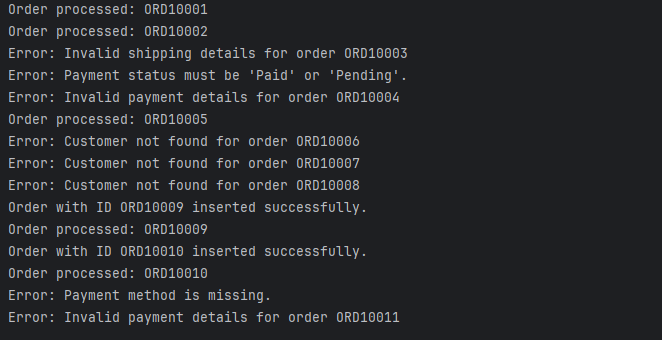 Order processed: ORD10001
Order processed: ORD10002
Error: Invalid shipping details for order ORD10003
Error: Payment status must be 'Paid' or 'Pending'.
Error: Invalid payment details for order ORD10004
Order processed: ORD10005
Error: Customer not found for order ORD10006
Error: Customer not found for order ORD10007
Error: Customer not found for order ORD10008
Order with ID ORD10009 inserted successfully.
Order processed: ORD10009
Order with ID ORD10010 inserted successfully.
Order processed: ORD10010
Error: Payment method is missing.
Error: Invalid payment details for order ORD10011